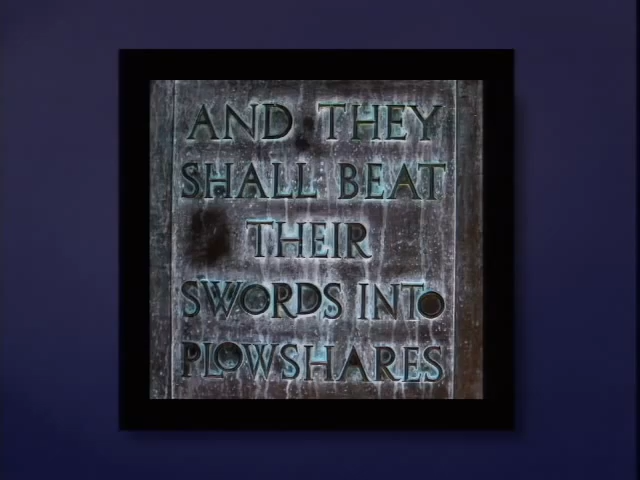 AND THEY
SHALL BEAT
THEIR
SWORDS INTO
PLOWSHARES